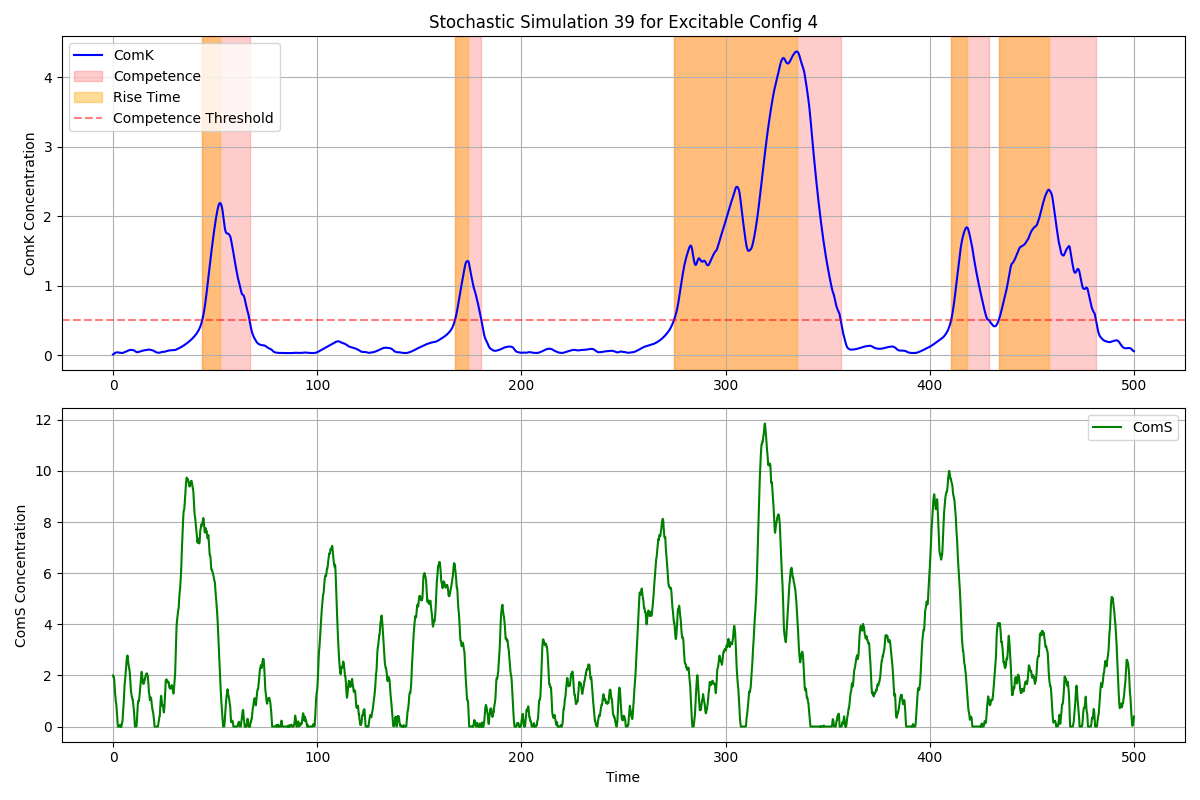 Stochastic Simulation 39 for Excitable Config 4
ComK Concentration
4
3
2
1
0
ComK
Competence
Rise Time
Competence Threshold
0 100 200 300 400 500
ComS Concentration
12
10
8
6
4
2
0
ComS
0 100 200 300 400 500
Time